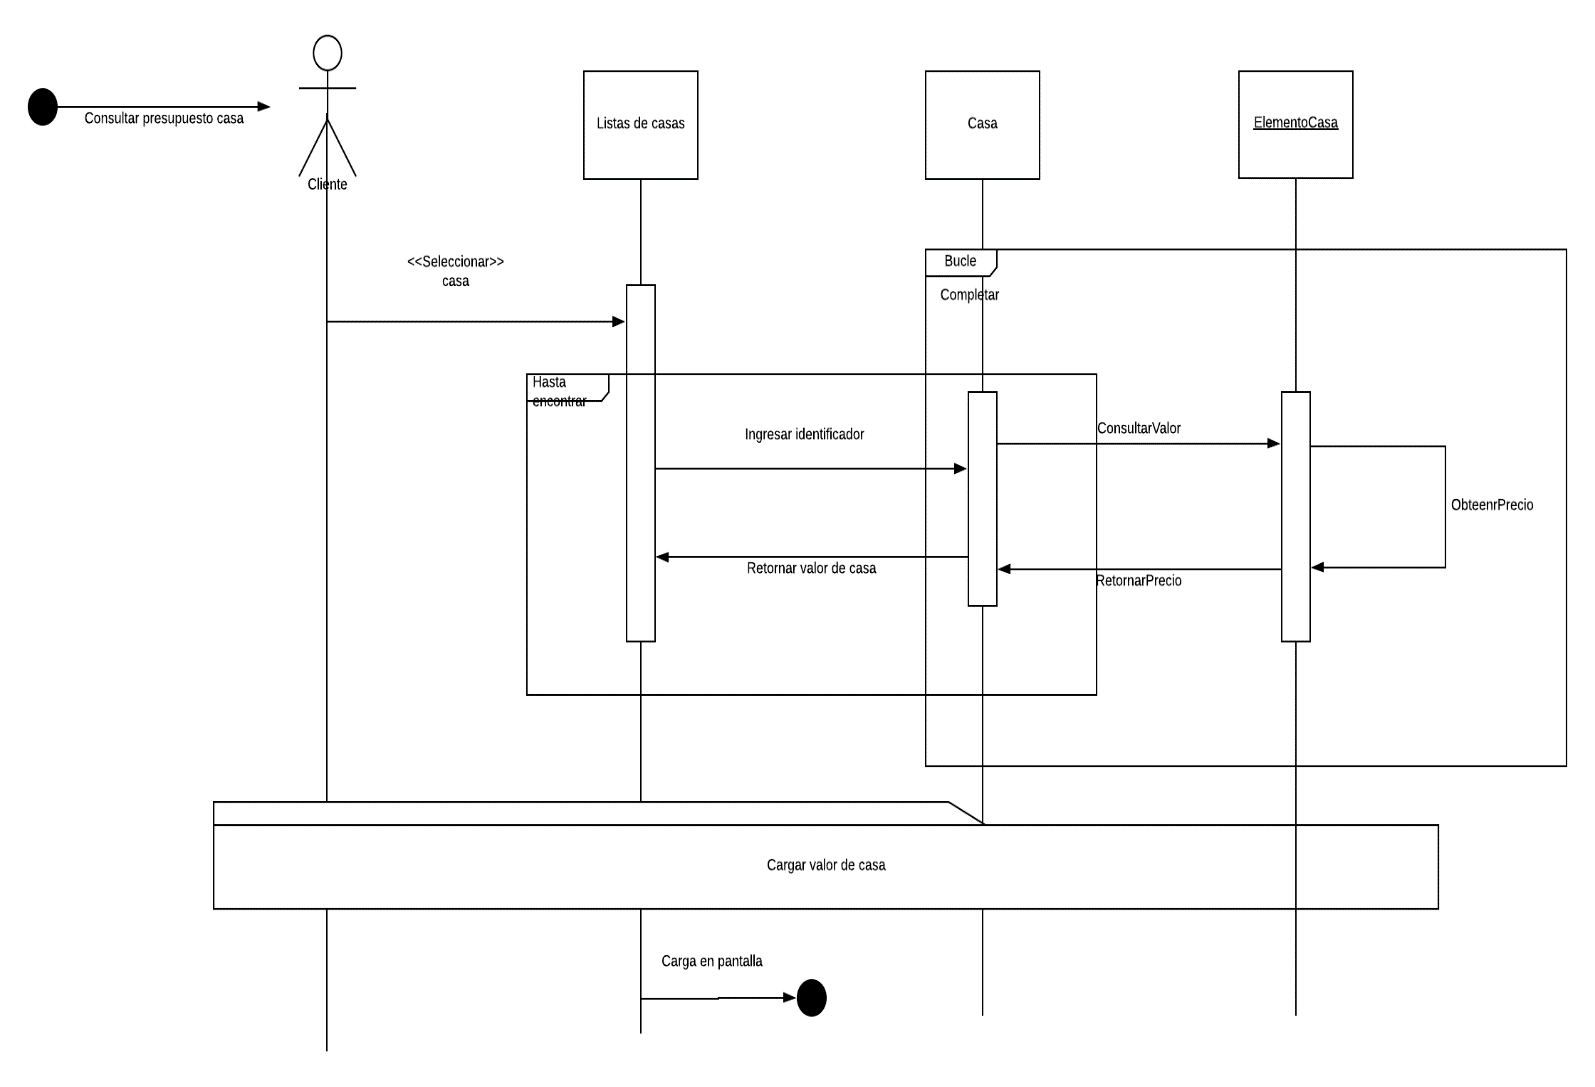 Consultar presupuesto casa
Cliente
Listas de casas
Casa
ElementoCasa
<<Seleccionar>>
casa
Bucle
Completar
Hasta
encontrar
Ingresar identificador
ConsultarValor
ObteenrPrecio
Retornar valor de casa
RetornarPrecio
Cargar valor de casa
Carga en pantalla